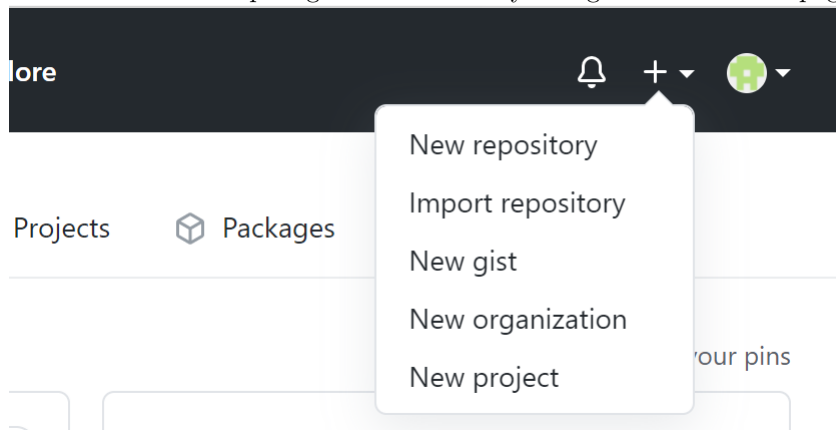 lore
New repository
Import repository
Projects
Packages
New gist
New organization
your pins
New project